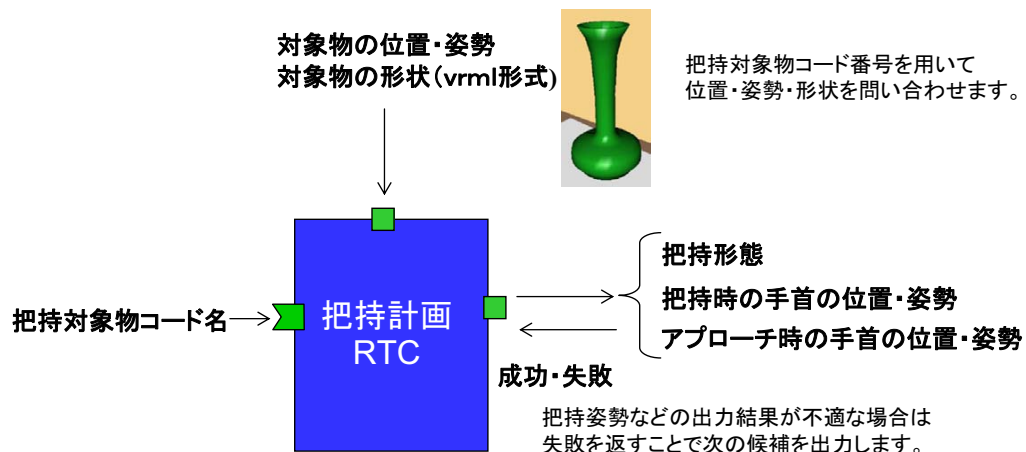 対象物の位置・姿勢
対象物の形状（vrml形式)
把持対象物コード番号を用いて
位置・姿勢・形状を問い合わせます。
把持対象物コード名
把持計画
RTC
把持形態
把持時の手首の位置・姿勢
アプローチ時の手首の位置・姿勢
成功・失敗
把持姿勢などの出力結果が不適な場合は
失敗を返すことで次の候補を出力します。